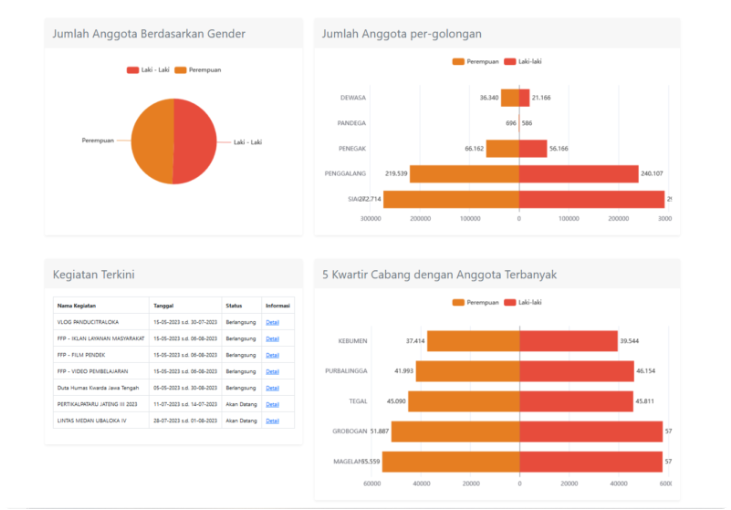 Jumlah Anggota Berdasarkan Gender
Laki - Laki Perempuan
Perempuan
Laki - Laki
Jumlah Anggota per-golongan
Perempuan Laki-laki
DEWASA 36.340 21.166
PANDEGA 696 586
PENEGAK 66.162 56.166
PENGGALANG 219.539 240.107
300000 200000 100000 0 100000 200000 3000
Kegiatan Terkini
Nama Kegiatan Tanggal Status Informasi
VLOG PANDUCITRALOKA 15-05-2023 s.d. 30-07-2023 Berlangsung Detail
FFP - IKLAN LAYANAN MASYARAKAT 15-05-2023 s.d. 06-08-2023 Berlangsung Detail
FFP - FILM PENDEK 15-05-2023 s.d. 06-08-2023 Berlangsung Detail
FFP - VIDEO PEMBELAJARAN 15-05-2023 s.d. 06-08-2023 Berlangsung Detail
Duta Humas Kwarda Jawa Tengah 05-05-2023 s.d. 30-08-2023 Berlangsung Detail
PERTIKALPATARU JATENG III 2023 11-07-2023 s.d. 14-07-2023 Akan Datang Detail
LINTAS MEDAN UBALOKA IV 28-07-2023 s.d. 01-08-2023 Akan Datang Detail
5 Kwartir Cabang dengan Anggota Terbanyak
Perempuan Laki-laki
KEBUMEN 37.414 39.544
PURBALINGGA 41.993 46.154
TEGAL 45.090 45.811
GROBOGAN 51.887 57
57
60000 40000 20000 0 20000 40000